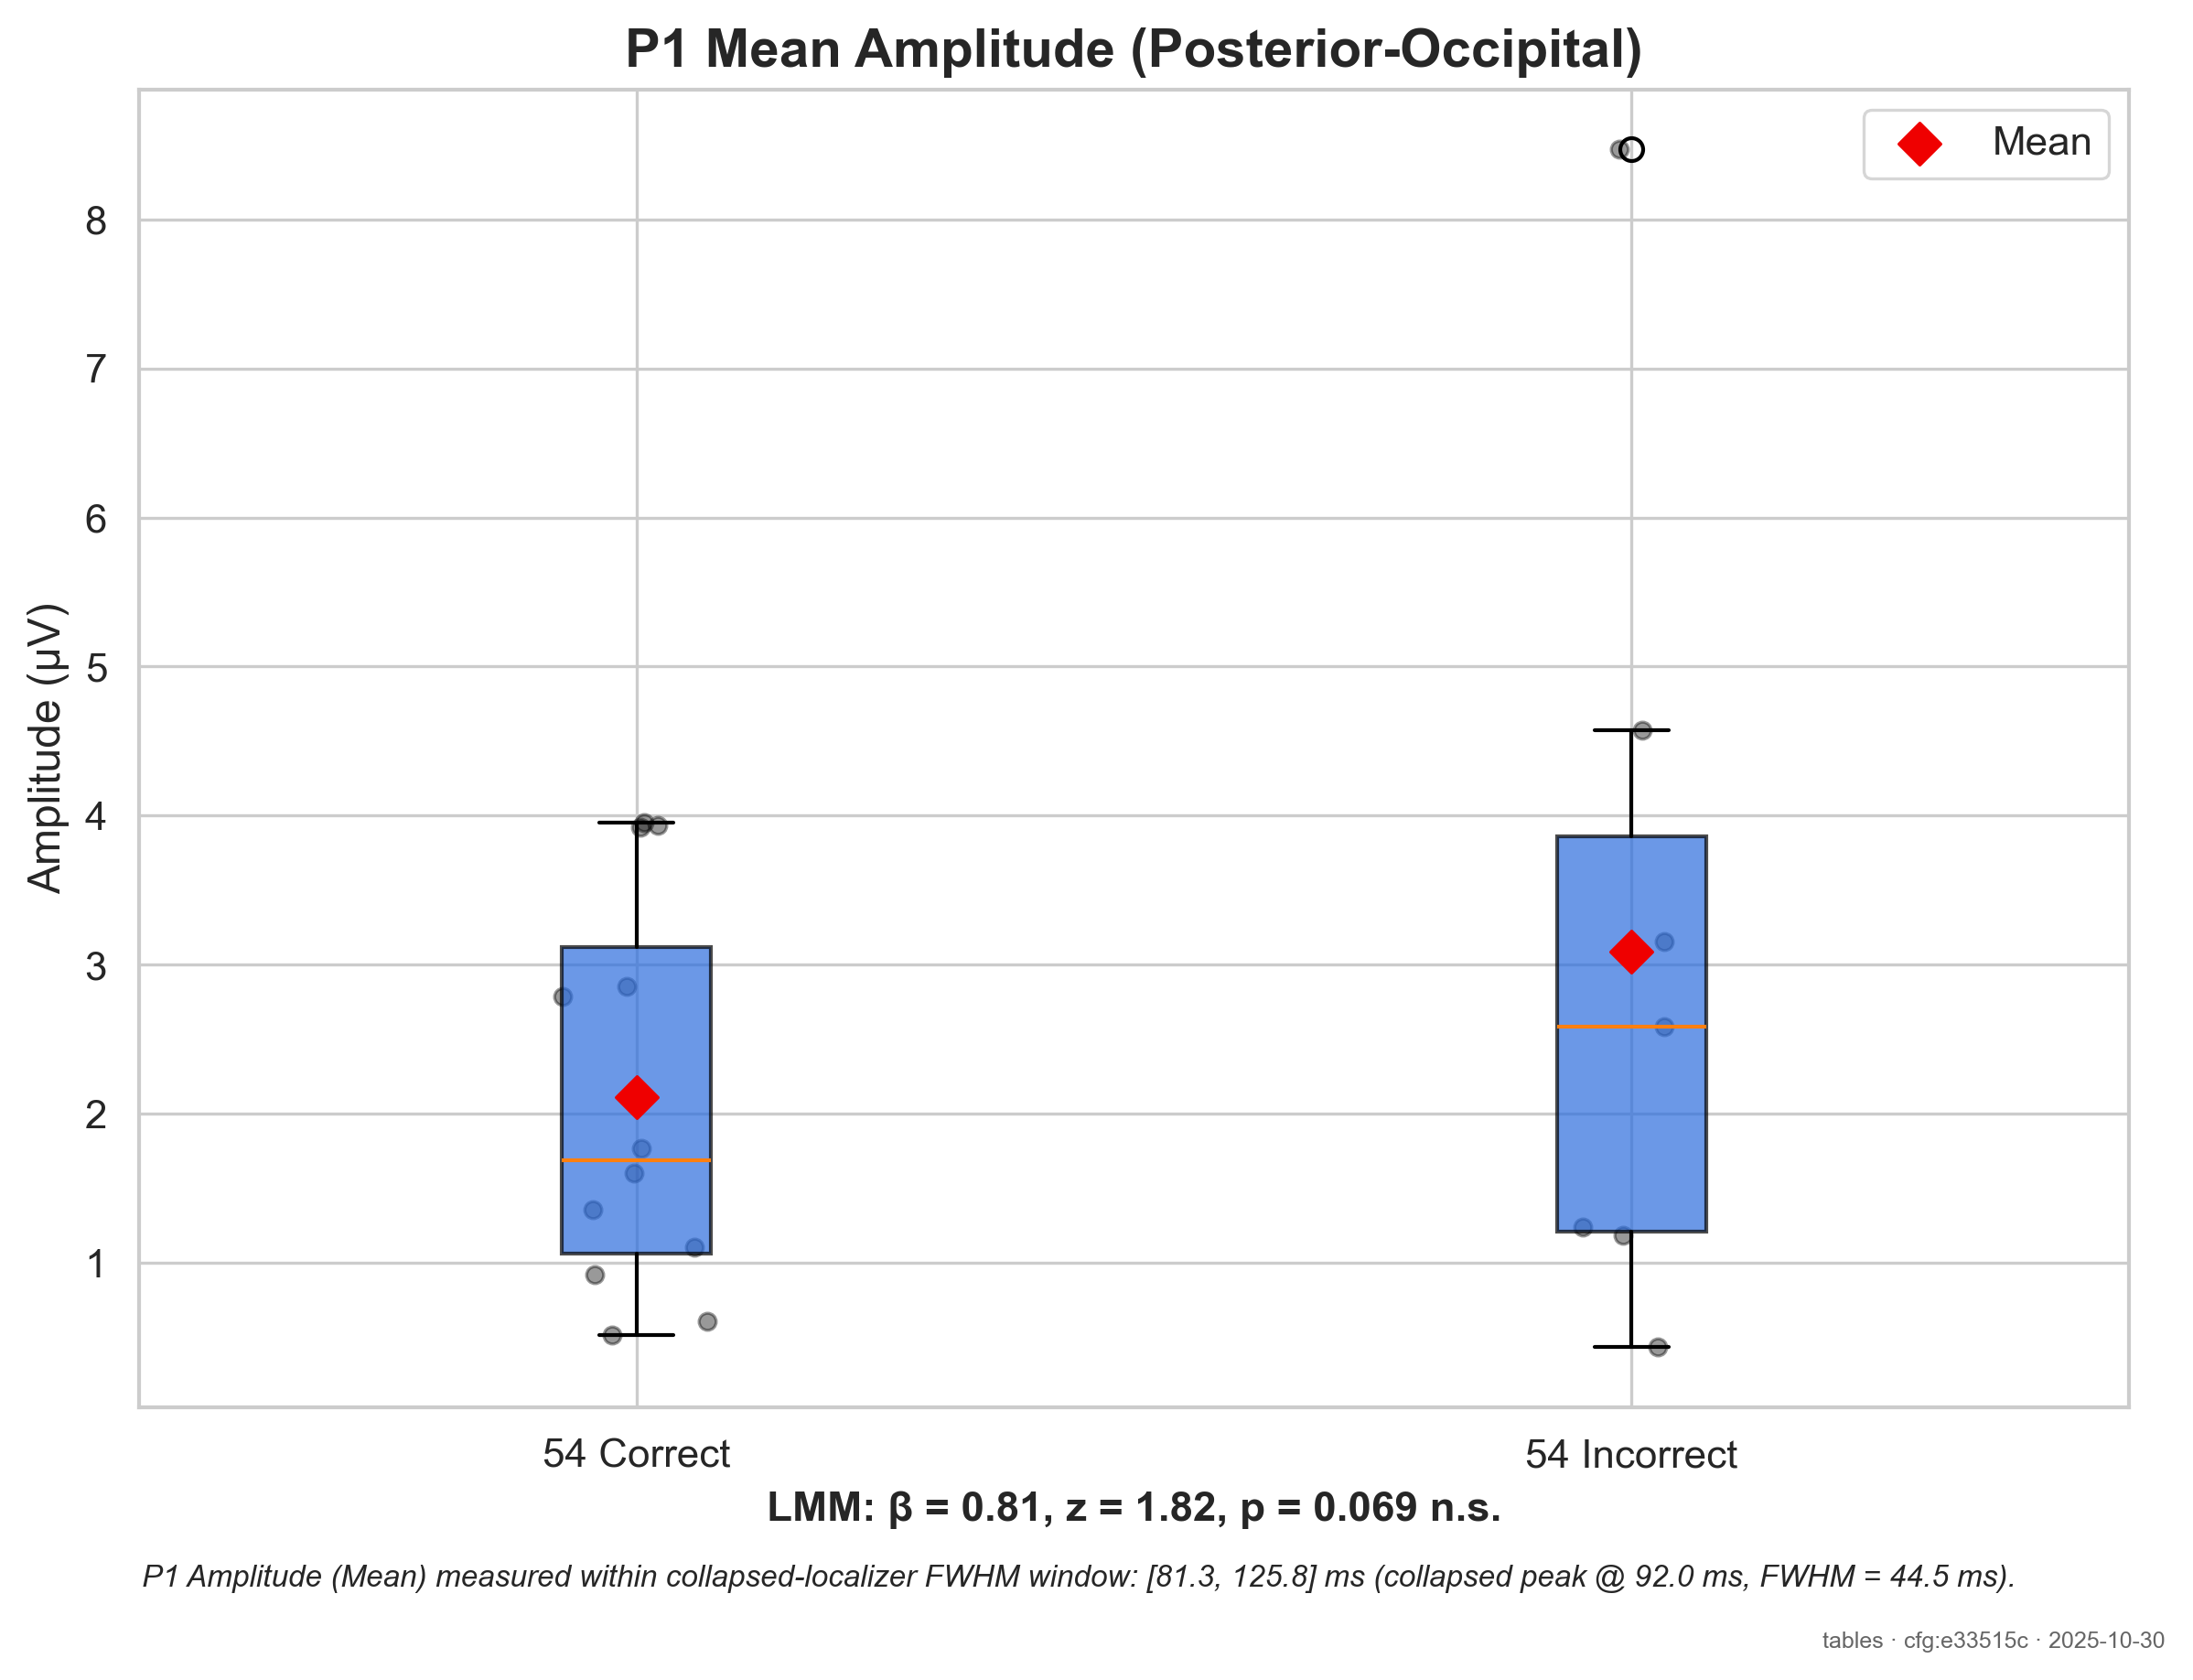 P1 Mean Amplitude (Posterior-Occipital)
Mean
8
7
6
5
4
3
2
1
Amplitude (µV)
54 Correct
54 Incorrect
LMM: β = 0.81, z = 1.82, p = 0.069 n.s.
P1 Amplitude (Mean) measured within collapsed-localizer FWHM window: [81.3, 125.8] ms (collapsed peak @ 92.0 ms, FWHM = 44.5 ms).
tables · cfg:e33515c · 2025-10-30